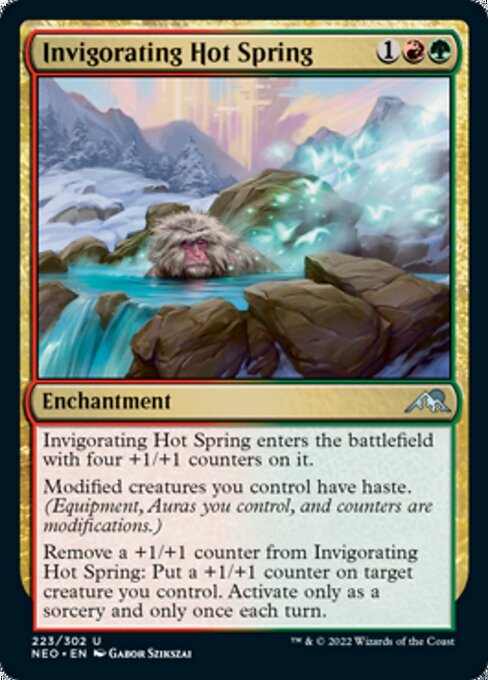 Invigorating Hot Spring 1
Enchantment
Invigorating Hot Spring enters the battlefield
with four +1/+1 counters on it.
Modified creatures you control have haste.
(Equipment, Auras you control, and counters are
modifications.)
Remove a +1/+1 counter from Invigorating
Hot Spring: Put a +1/+1 counter on target
creature you control. Activate only as a
sorcery and only once each turn.
223/302 U
NEO • EN Gabor Szikszai
™ & © 2022 Wizards of the Coast